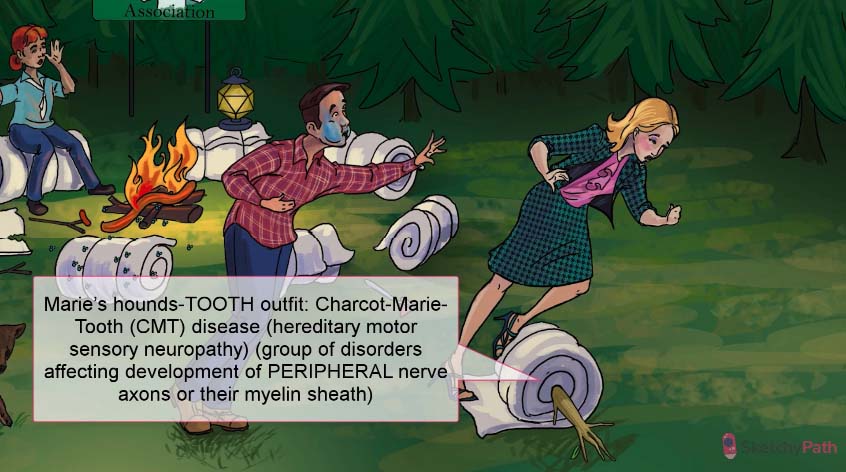 Association
Marie's hounds-TOOTH outfit: Charcot-Marie-
Tooth (CMT) disease (hereditary motor
sensory neuropathy) (group of disorders
affecting development of PERIPHERAL nerve
axons or their myelin sheath)
SketchyPath